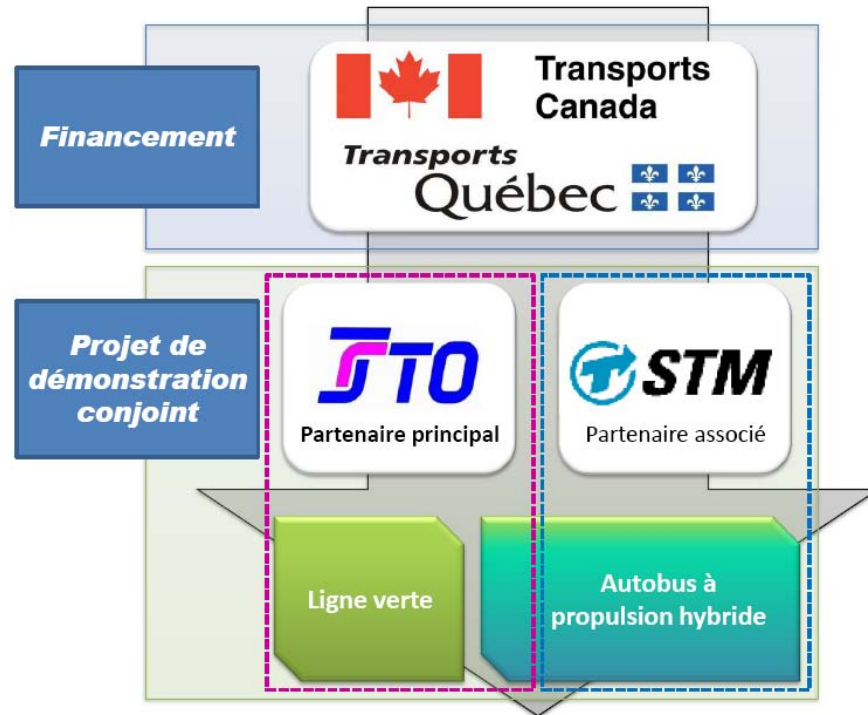 Financement
Transports
Canada
Transports
Québec
Projet de
démonstration
conjoint
STO
Partenaire principal
STM
Partenaire associé
Ligne verte
Autobus à
propulsion hybride